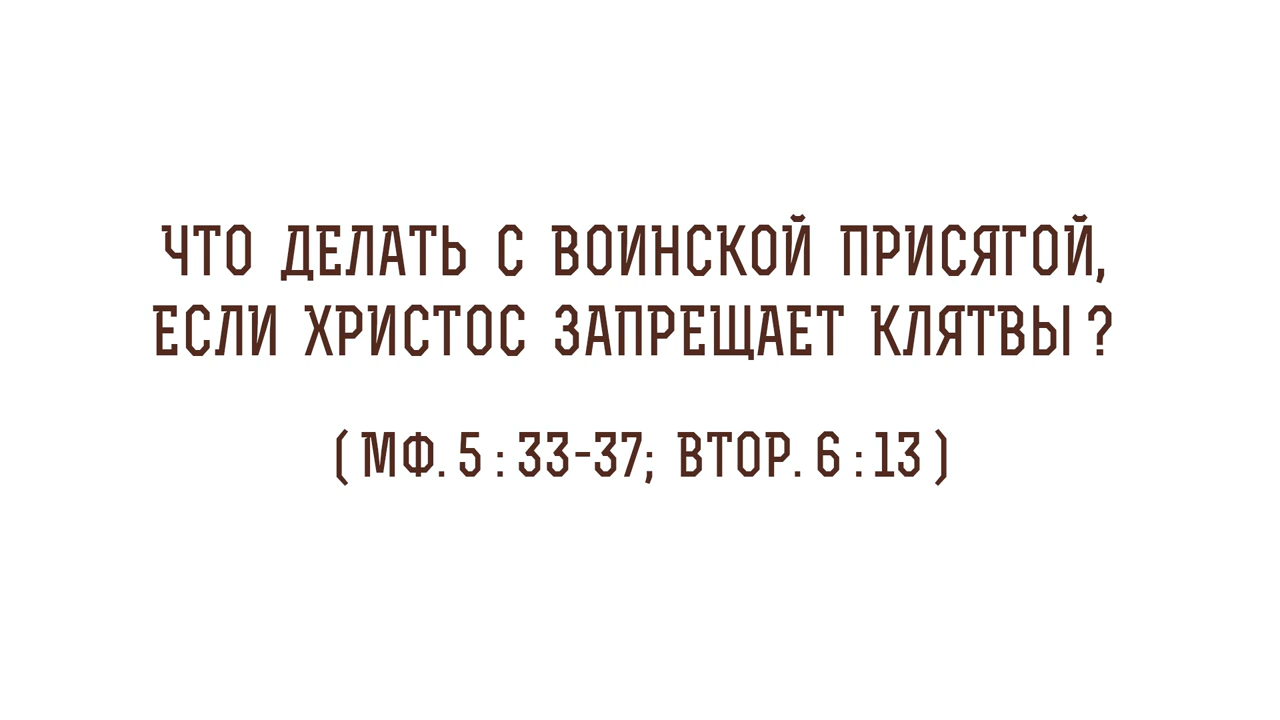 ЧТО ДЕЛАТЬ С ВОИНСКОЙ ПРИСЯГОЙ,
ЕСЛИ ХРИСТОС ЗАПРЕЩАЕТ КЛЯТВЫ?
(МФ. 5:33-37; ВТОР. 6:13)